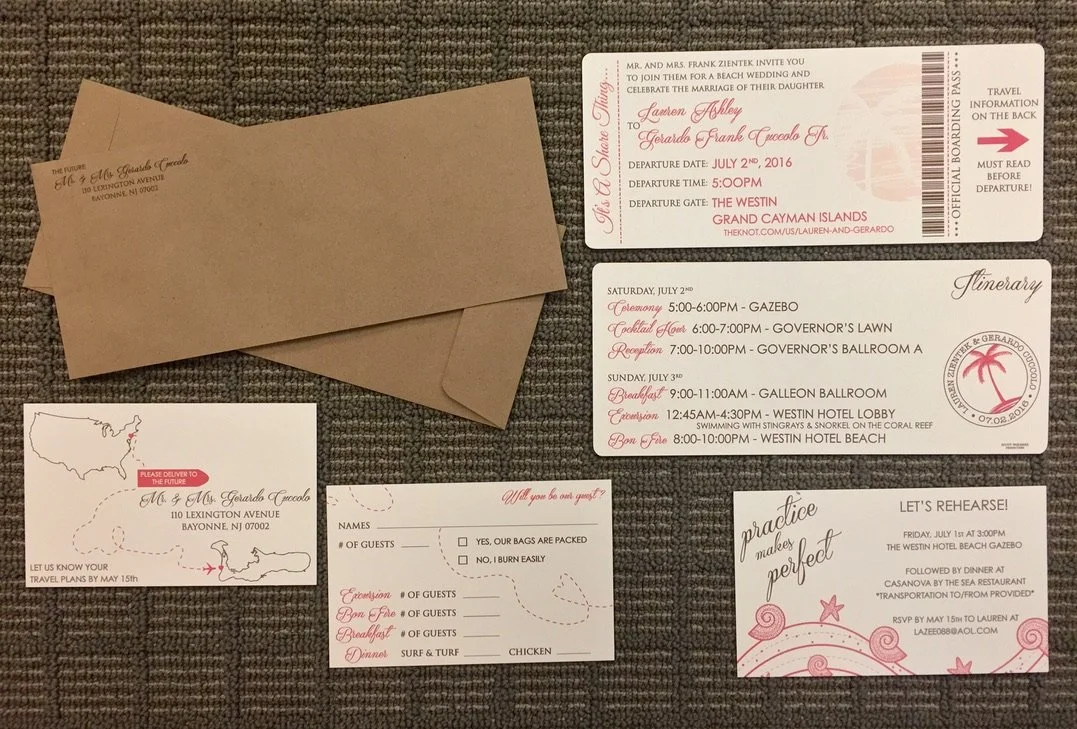 THE FUTURE
Mr. & Mrs. Gerardo Cuccolo
110 LEXINGTON AVENUE
BAYONNE, NJ 07002
It's A Shore Thing...
MR. AND MRS. FRANK ZIENTEK INVITE YOU
TO JOIN THEM FOR A BEACH WEDDING AND
CELEBRATE THE MARRIAGE OF THEIR DAUGHTER
Lauren Ashley
TO
Gerardo Frank Cuccolo Jr.
DEPARTURE DATE: JULY 2ND, 2016
DEPARTURE TIME: 5:00PM
DEPARTURE GATE: THE WESTIN
GRAND CAYMAN ISLANDS
THEKNOT.COM/US/LAUREN-AND-GERARDO
••• OFFICIAL BOARDING PASS •••
TRAVEL
INFORMATION
ON THE BACK
MUST READ
BEFORE
DEPARTURE!
Itinerary
SATURDAY, JULY 2ND
Ceremony 5:00-6:00PM - GAZEBO
Cocktail Hour 6:00-7:00PM - GOVERNOR'S LAWN
Reception 7:00-10:00PM - GOVERNOR'S BALLROOM A
SUNDAY, JULY 3RD
Breakfast 9:00-11:00AM - GALLEON BALLROOM
Excursion 12:45AM-4:30PM - WESTIN HOTEL LOBBY
SWIMMING WITH STINGRAYS & SNORKEL ON THE CORAL REEF
Bon Fire 8:00-10:00PM - WESTIN HOTEL BEACH
LAUREN ZIENTEK & GERARDO CUCCOLO
• 07.02.2016 •
PLEASE DELIVER TO
THE FUTURE
Mr. & Mrs. Gerardo Cuccolo
110 LEXINGTON AVENUE
BAYONNE, NJ 07002
LET US KNOW YOUR
TRAVEL PLANS BY MAY 15th
Will you be our guest?
NAMES
# OF GUESTS
YES, OUR BAGS ARE PACKED
NO, I BURN EASILY
Excursion # OF GUESTS
Bon Fire # OF GUESTS
Breakfast # OF GUESTS
Dinner SURF & TURF CHICKEN
practice
makes
perfect
LET'S REHEARSE!
FRIDAY, JULY 1ST AT 3:00PM
THE WESTIN HOTEL BEACH GAZEBO
FOLLOWED BY DINNER AT
CASANOVA BY THE SEA RESTAURANT
*TRANSPORTATION TO/FROM PROVIDED*
RSVP BY MAY 15TH TO LAUREN AT
LAZEE088@AOL.COM